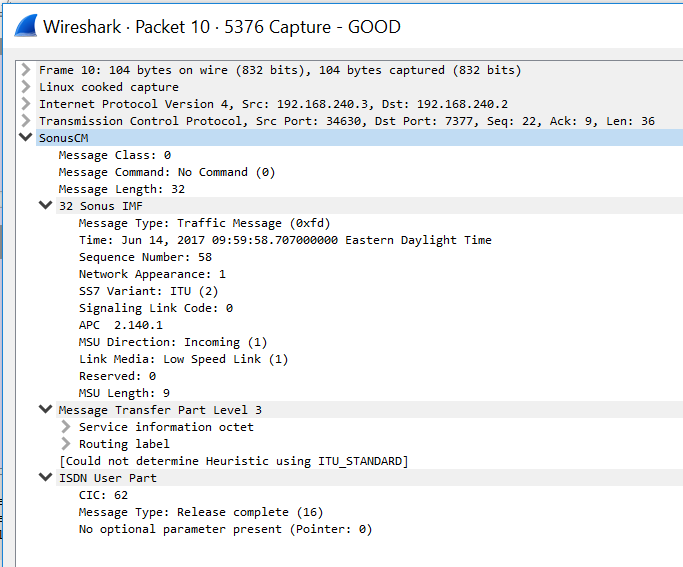 Wireshark · Packet 10 · 5376 Capture - GOOD
Frame 10: 104 bytes on wire (832 bits), 104 bytes captured (832 bits)
Linux cooked capture
Internet Protocol Version 4, Src: 192.168.240.3, Dst: 192.168.240.2
Transmission Control Protocol, Src Port: 34630, Dst Port: 7377, Seq: 22, Ack: 9, Len: 36
SonusCM
Message Class: 0
Message Command: No Command (0)
Message Length: 32
32 Sonus IMF
Message Type: Traffic Message (0xfd)
Time: Jun 14, 2017 09:59:58.707000000 Eastern Daylight Time
Sequence Number: 58
Network Appearance: 1
SS7 Variant: ITU (2)
Signaling Link Code: 0
APC  2.140.1
MSU Direction: Incoming (1)
Link Media: Low Speed Link (1)
Reserved: 0
MSU Length: 9
Message Transfer Part Level 3
Service information octet
Routing label
[Could not determine Heuristic using ITU_STANDARD]
ISDN User Part
CIC: 62
Message Type: Release complete (16)
No optional parameter present (Pointer: 0)